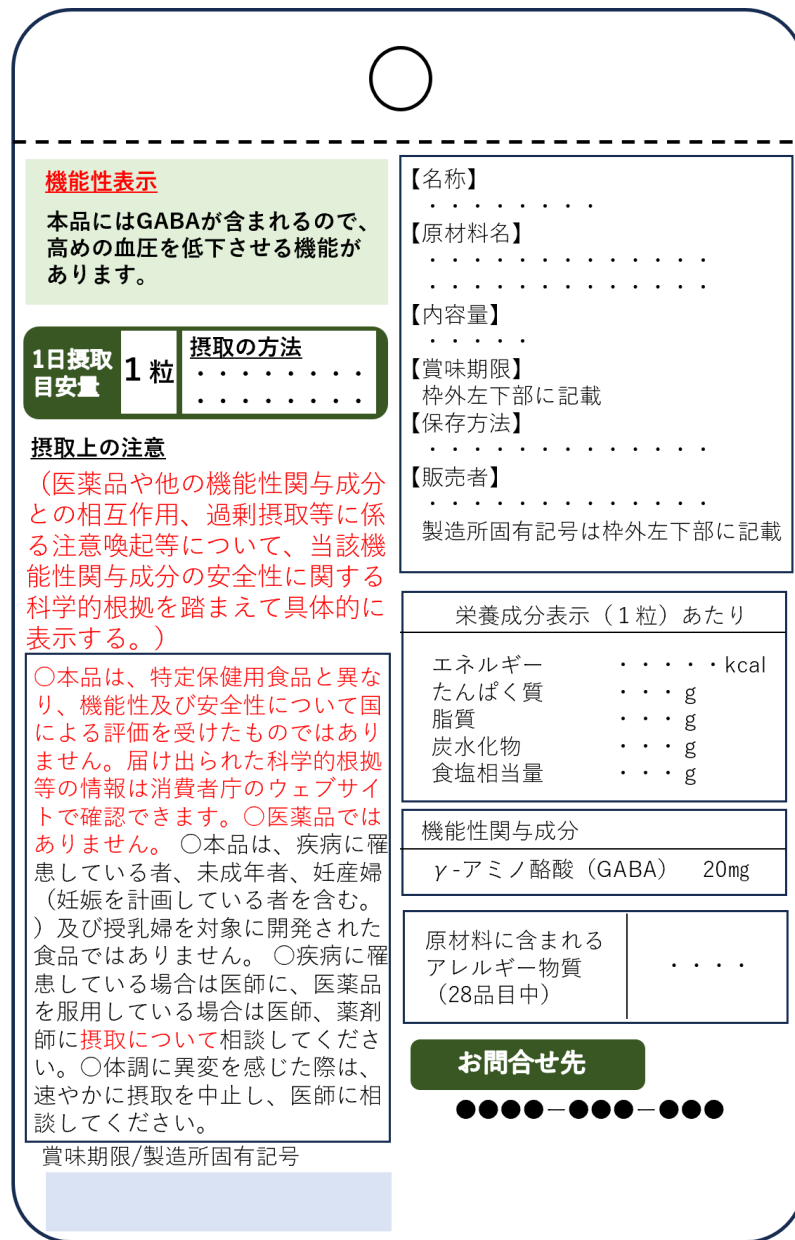 機能性表示
本品にはGABAが含まれるので、
高めの血圧を低下させる機能が
あります。
1日摂取
目安量
1 粒
摂取の方法
・・・・・・・・
・・・・・・・・
摂取上の注意
（医薬品や他の機能性関与成分
との相互作用、過剰摂取等に係
る注意喚起等について、当該機
能性関与成分の安全性に関する
科学的根拠を踏まえて具体的に
表示する。）
○本品は、特定保健用食品と異な
り、機能性及び安全性について国
による評価を受けたものではあり
ません。届け出られた科学的根拠
等の情報は消費者庁のウェブサイ
トで確認できます。○医薬品では
ありません。 ○本品は、疾病に罹
患している者、未成年者、妊産婦
（妊娠を計画している者を含む。
）及び授乳婦を対象に開発された
食品ではありません。 ○疾病に罹
患している場合は医師に、医薬品
を服用している場合は医師、薬剤
師に摂取について相談してくださ
い。○体調に異変を感じた際は、
速やかに摂取を中止し、医師に相
談してください。
賞味期限/製造所固有記号
【名称】
・・・・・・・・
【原材料名】
・・・・・・・・・・・・・
・・・・・・・・・・・・・
【内容量】
・・・・・
【賞味期限】
枠外左下部に記載
【保存方法】
・・・・・・・・・・・・・
【販売者】
・・・・・・・・・・・・・
製造所固有記号は枠外左下部に記載
栄養成分表示（１粒）あたり
エネルギー ・・・・・kcal
たんぱく質 ・・・g
脂質 ・・・g
炭水化物 ・・・g
食塩相当量 ・・・g
機能性関与成分
γ-アミノ酪酸（GABA） 20mg
原材料に含まれる
アレルギー物質
（28品目中）
・・・・
お問合せ先
●●●●－●●●－●●●